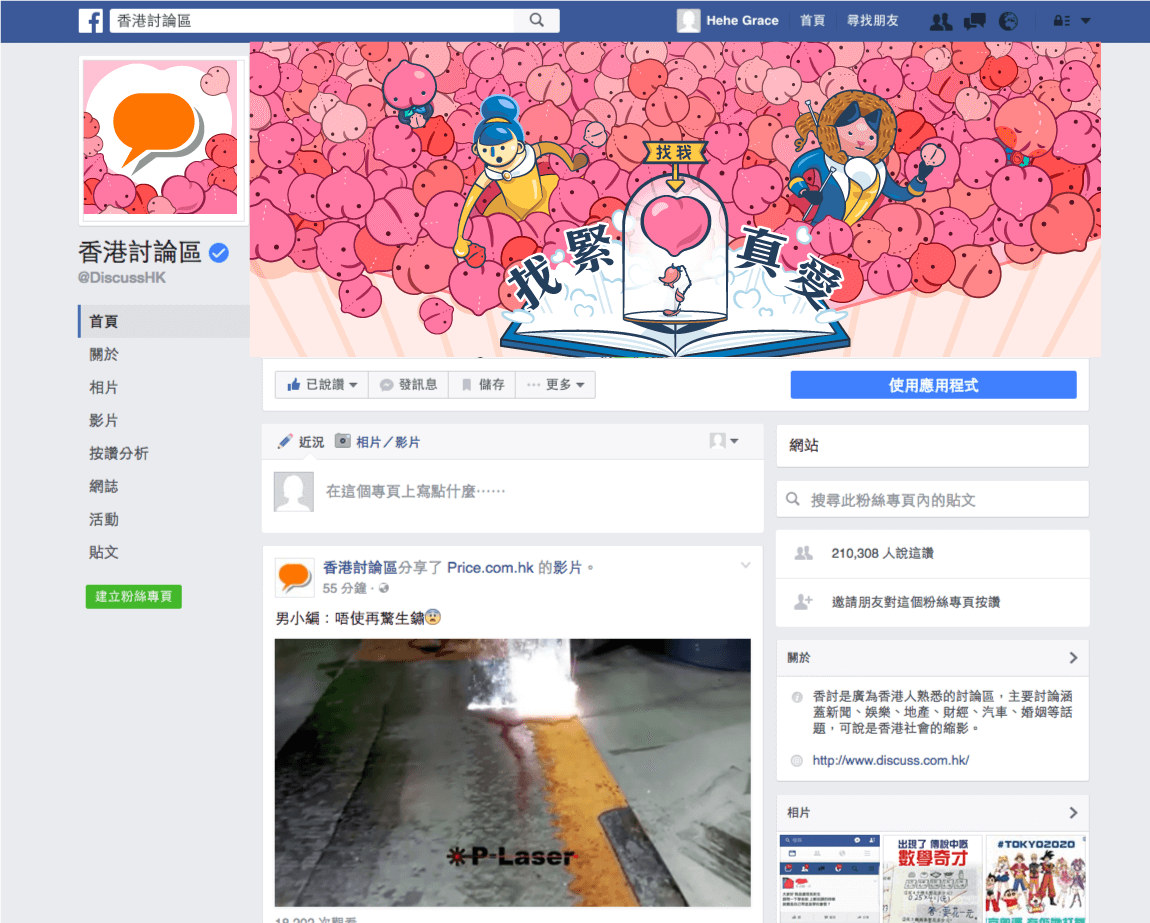 香港討論區
Hehe Grace 首頁 尋找朋友
找我
找緊真愛
香港討論區
@DiscussHK
首頁
關於
相片
影片
按讚分析
網誌
活動
貼文
建立粉絲專頁
已說讚 發訊息 儲存 更多
使用應用程式
近況 相片／影片
在這個專頁上寫點什麼……
香港討論區分享了 Price.com.hk 的影片。
55 分鐘 ·
男小編：唔使再驚生鏽
P-Laser
網站
搜尋此粉絲專頁內的貼文
210,308 人說這讚
邀請朋友對這個粉絲專頁按讚
關於
香討是廣為香港人熟悉的討論區，主要討論涵
蓋新聞、娛樂、地產、財經、汽車、婚姻等話
題，可說是香港社會的縮影。
http://www.discuss.com.hk/
相片
出現了 傳說中嘅
數學奇才
#TOKYO2020